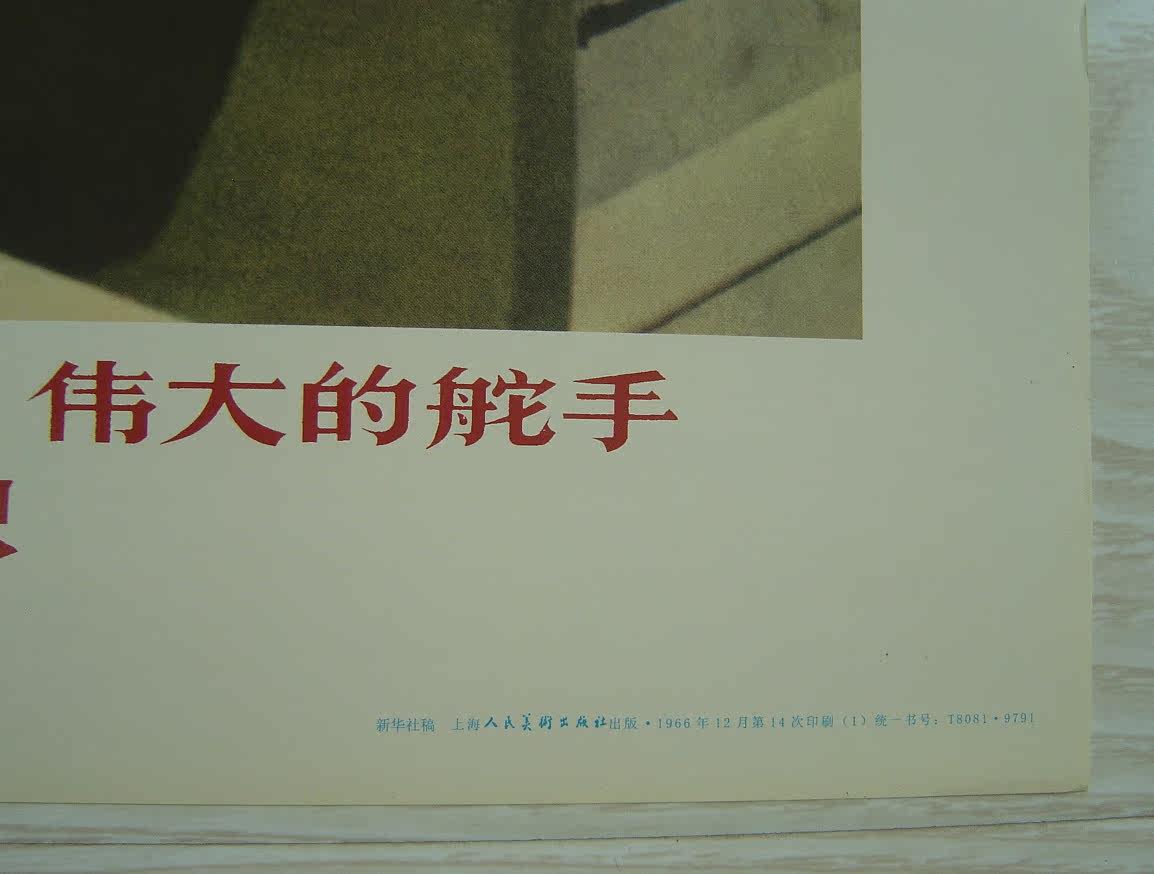 伟大的舵手
新华社稿 上海人民美術出版社出版·1966年12月第14次印刷(I)统一书号:T8081·9791